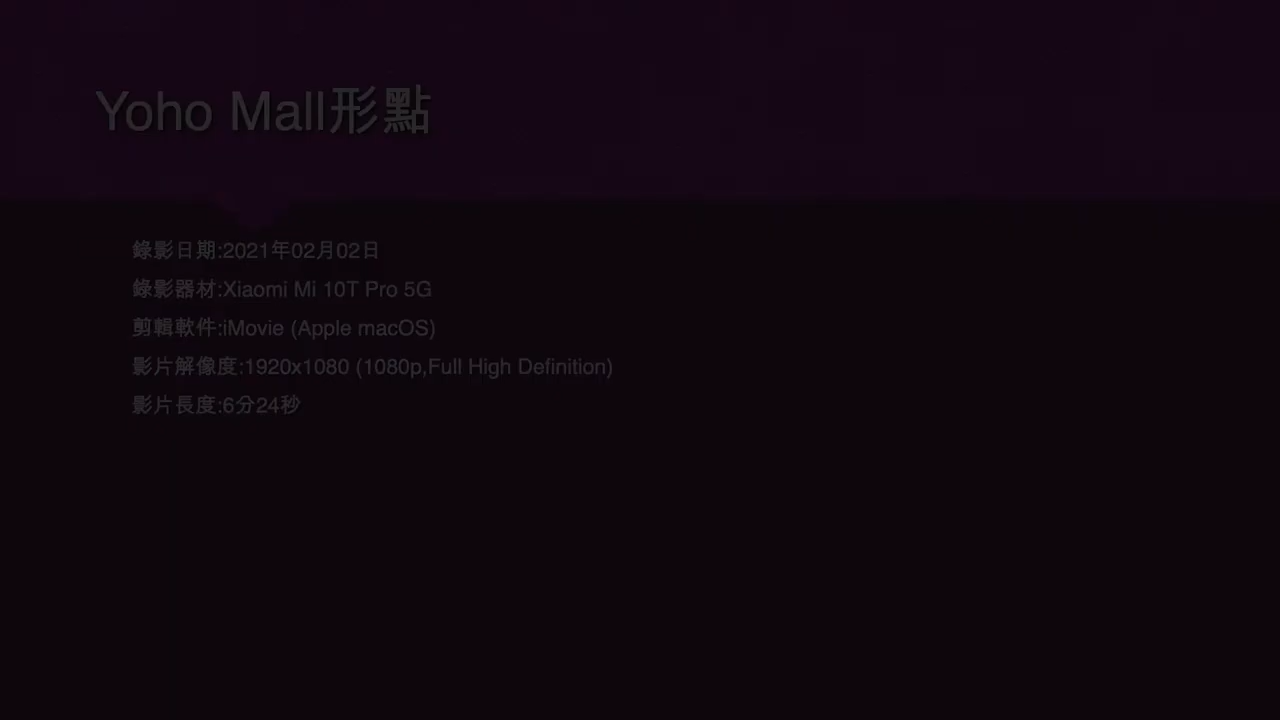 Yoho Mall形點
錄影日期:2021年02月02日
錄影器材:Xiaomi Mi 10T Pro 5G
剪輯軟件:iMovie (Apple macOS)
影片解像度:1920x1080 (1080p,Full High Definition)
影片長度:6分24秒